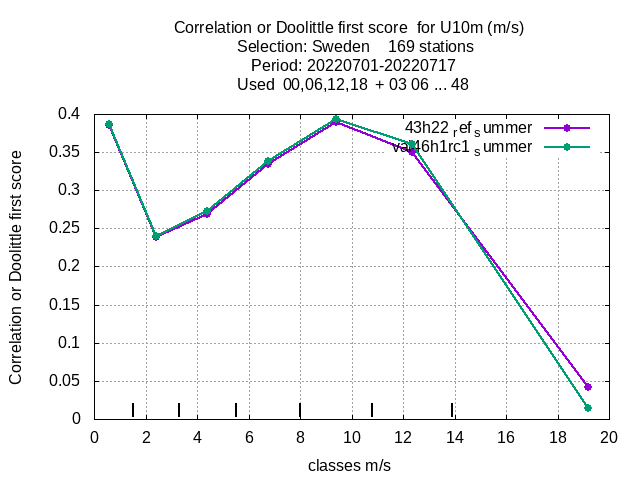 Correlation or Doolittle first score  for U10m (m/s)
Selection: Sweden    169 stations
Period: 20220701-20220717
Used  00,06,12,18  + 03 06 ... 48
Correlation or Doolittle first score
0.4
0.35
0.3
0.25
0.2
0.15
0.1
0.05
0
43h22 ref summer
46h1rc1 summer
0 2 4 6 8 10 12 14 16 18 20
classes m/s